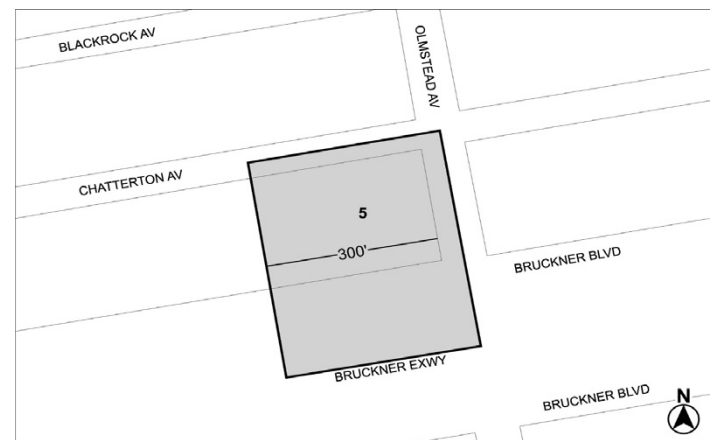 BLACKROCK AV
OLMSTEAD AV
CHATTERTON AV
5
300'
BRUCKNER BLVD
BRUCKNER EXWY
BRUCKNER BLVD
N